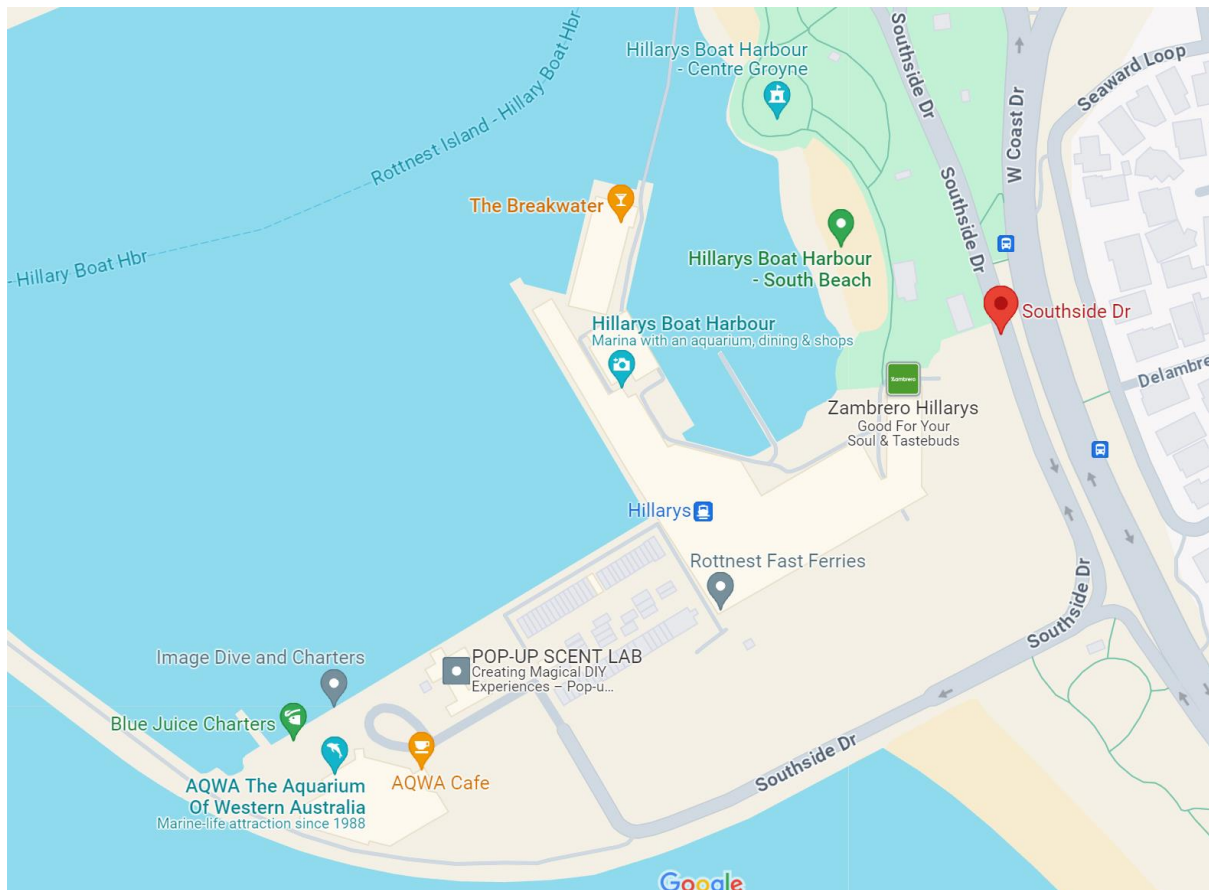 Hillarys Boat Harbour
- Centre Groyne
Southside Dr
W Coast Dr
Seaward Loop
Rottnest Island - Hillary Boat Hbr
- Hillary Boat Hbr
The Breakwater
Southside Dr
Hillarys Boat Harbour
- South Beach
Southside Dr
Hillarys Boat Harbour
Marina with an aquarium, dining & shops
Delambre
Zambrero
Zambrero Hillarys
Good For Your
Soul & Tastebuds
Hillarys
Rottnest Fast Ferries
Southside Dr
POP-UP SCENT LAB
Creating Magical DIY
Experiences – Pop-u...
Image Dive and Charters
Blue Juice Charters
Southside Dr
AQWA Cafe
AQWA The Aquarium
Of Western Australia
Marine-life attraction since 1988
Google